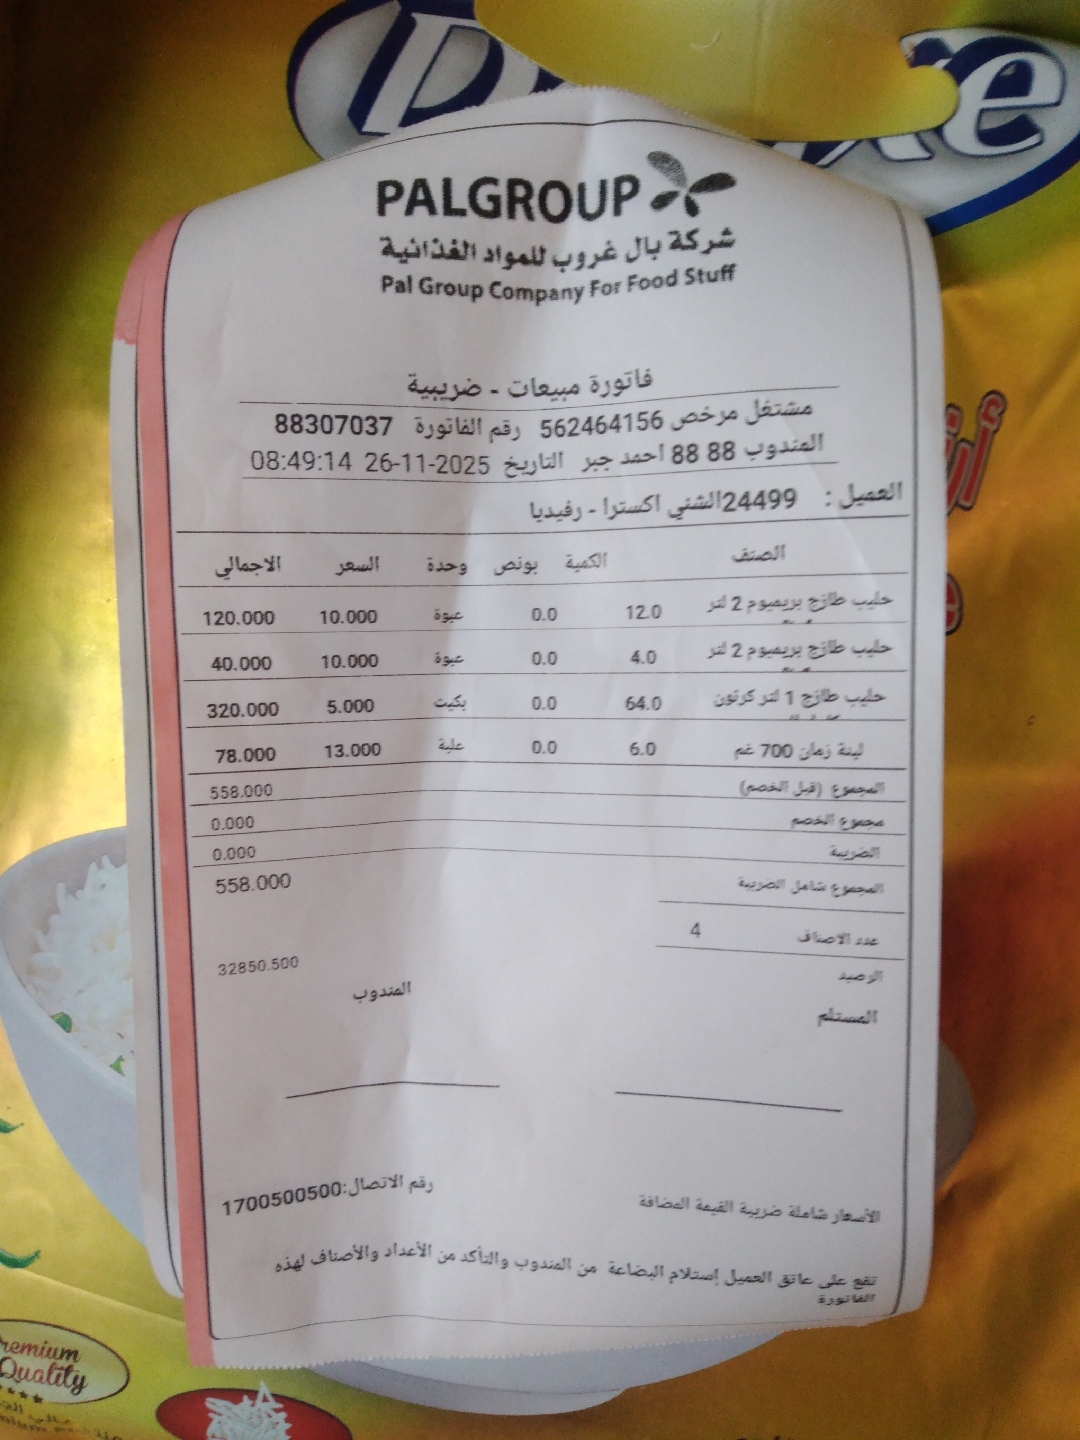 PALGROUP
شركة بال غروب للمواد الغذائية
Pal Group Company For Food Stuff
فاتورة مبيعات - ضريبية
مشتغل مرخص 562464156 رقم الفاتورة 88307037
المندوب 88 88 احمد جبر التاريخ 26-11-2025 08:49:14
العميل : 24499الشني اكسترا - رفيديا
الصنف الكمية بونص وحدة السعر الاجمالي
حليب طازج بريميوم 2 لتر 12.0 0.0 عبوة 10.000 120.000
حليب طازج بريميوم 2 لتر 4.0 0.0 عبوة 10.000 40.000
حليب طازج 1 لتر كرتون 64.0 0.0 بكيت 5.000 320.000
لبنة زمان 700 غم 6.0 0.0 علبة 13.000 78.000
المجموع (قبل الخصم) 558.000
مجموع الخصم 0.000
الضريبة 0.000
المجموع شامل الضريبة 558.000
عدد الاصناف 4
الرصيد 32850.500
المستلم المندوب
الأسعار شاملة ضريبة القيمة المضافة رقم الاتصال:1700500500
تقع على عاتق العميل إستلام البضاعة من المندوب والتأكد من الأعداد والأصناف لهذه
الفاتورة
Premium
Quality